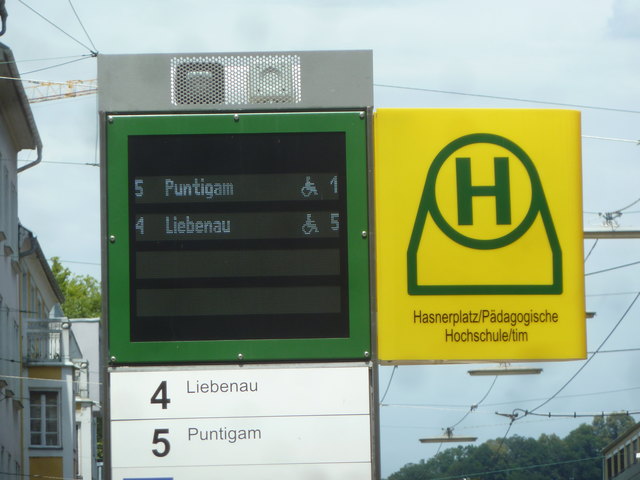 5 Puntigam 1
4 Liebenau 5
H
Hasnerplatz/Pädagogische
Hochschule/tim
4 Liebenau
5 Puntigam